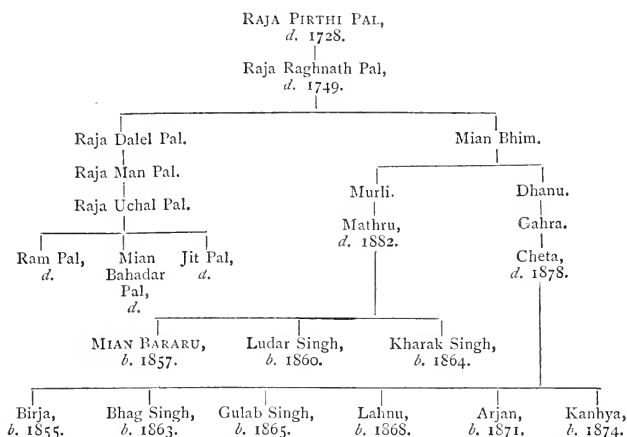 RAJA PIRTHI PAL,
d. 1728.
Raja Raghnath Pal,
d. 1749.
Raja Dalel Pal.
Mian Bhim.
Raja Man Pal.
Murli.
Dhanu.
Raja Uchal Pal.
Mathru,
d. 1882.
Gahra.
Ram Pal,
d.
Mian
Bahadar
Pal,
d.
Jit Pal,
d.
Cheta,
d. 1878.
MIAN BARARU,
b. 1857.
Ludar Singh,
b. 1860.
Kharak Singh,
b. 1864.
Birja,
b. 1855.
Bhag Singh,
b. 1863.
Gulab Singh,
b. 1865.
Lahnu,
b. 1868.
Arjan,
b. 1871.
Kanhya,
b. 1874.